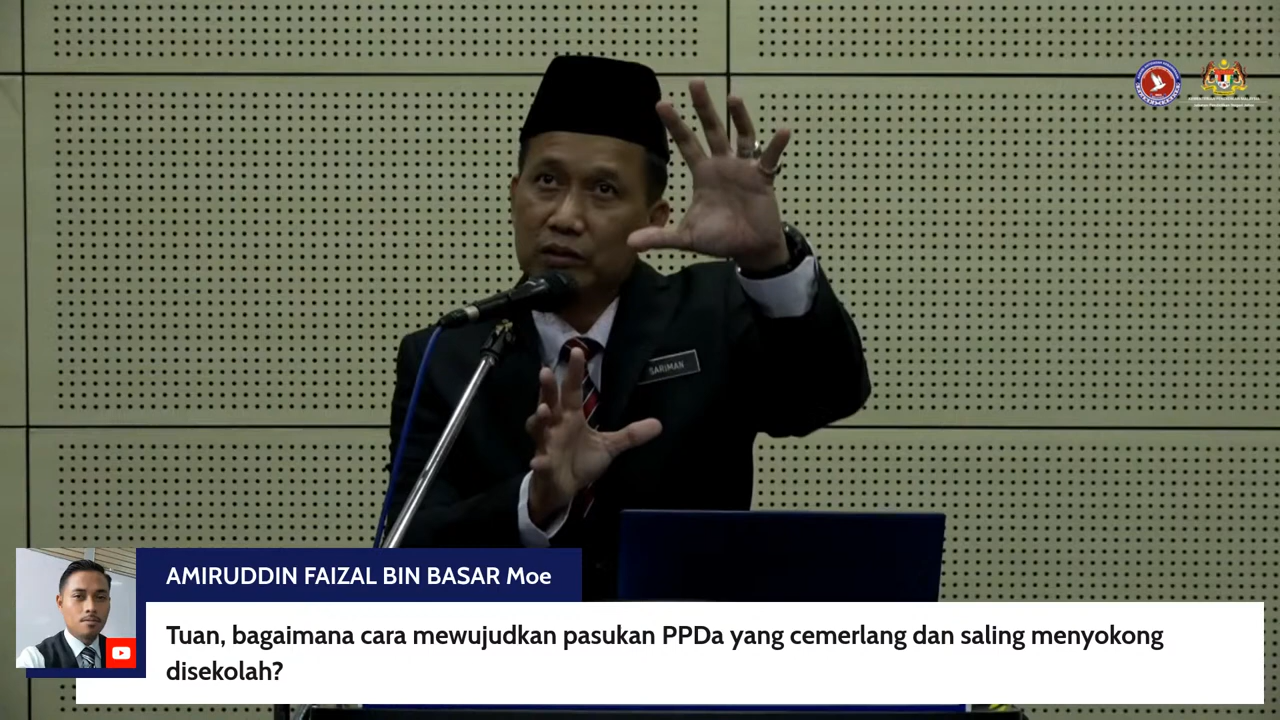 SARIMAN
AMIRUDDIN FAIZAL BIN BASAR Moe
Tuan, bagaimana cara mewujudkan pasukan PPDa yang cemerlang dan saling menyokong
disekolah?